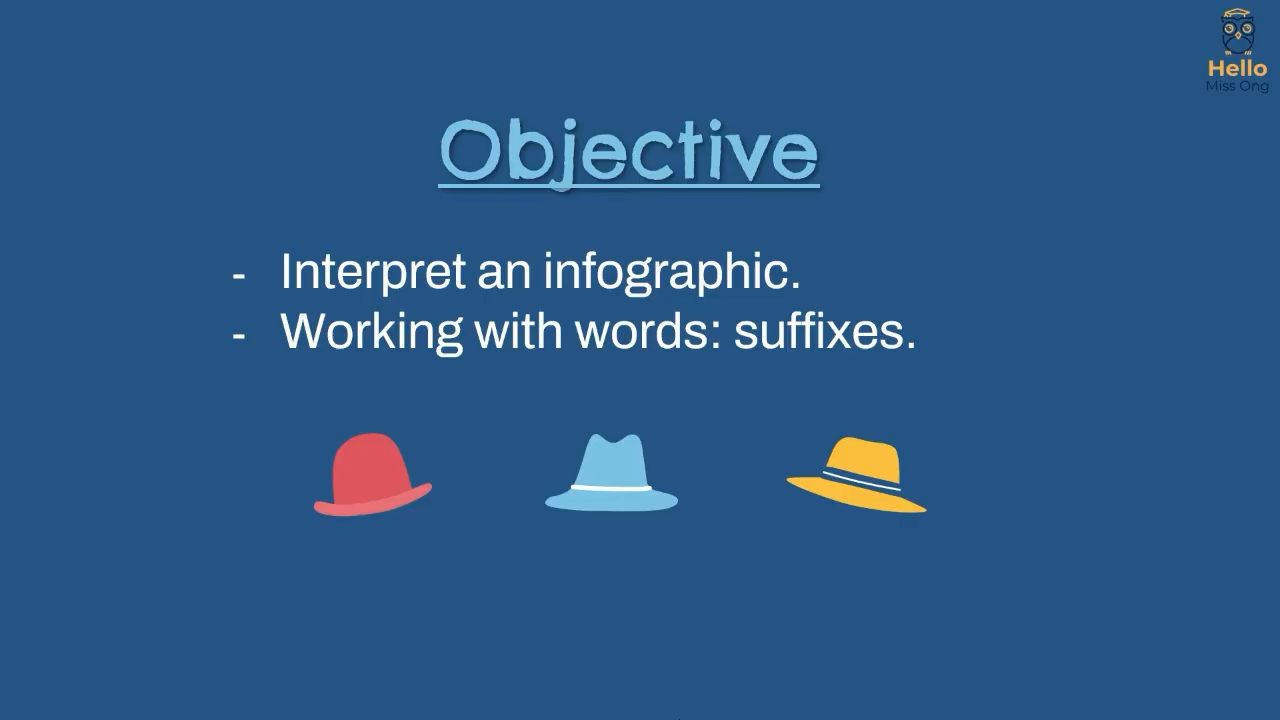 Hello
Miss Ong
Objective
- Interpret an infographic.
- Working with words: suffixes.